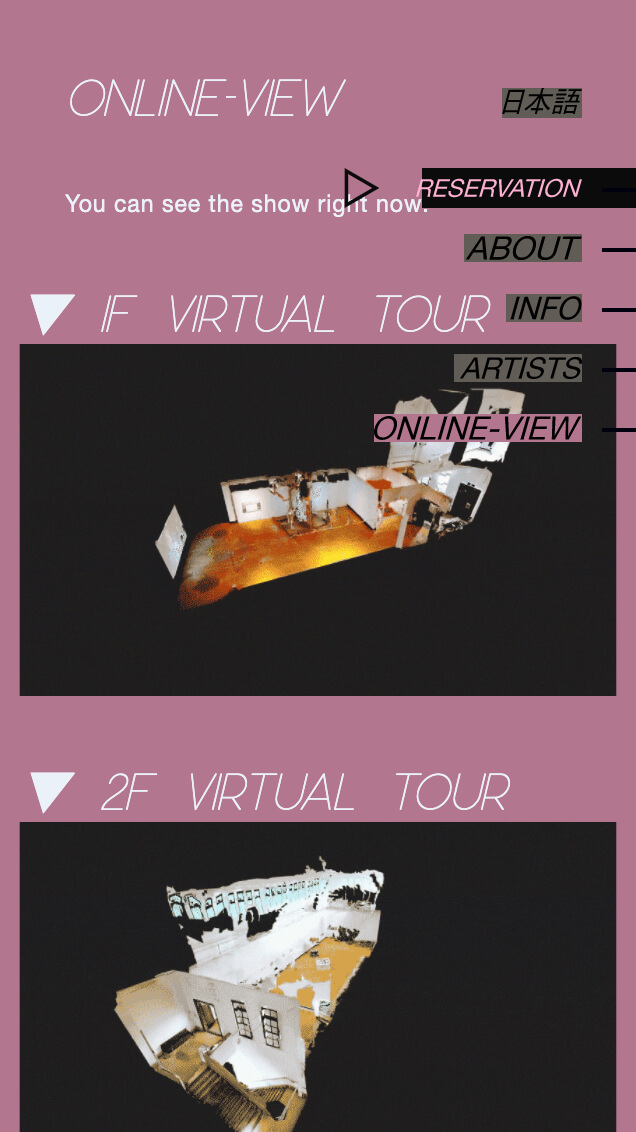 ONLINE-VIEW
日本語
RESERVATION
You can see the show right now.
ABOUT
1F VIRTUAL TOUR
INFO
ARTISTS
ONLINE-VIEW
2F VIRTUAL TOUR